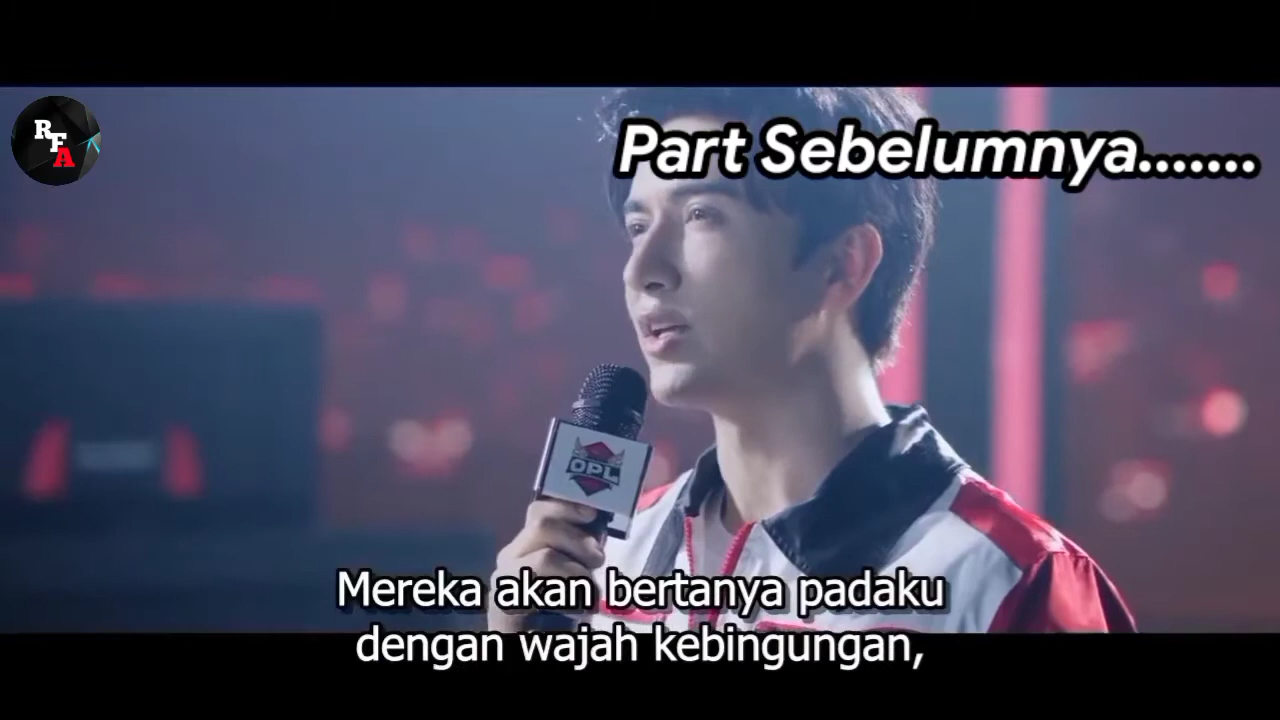 RFA
Part Sebelumnya.......
OPL
Mereka akan bertanya padaku
dengan wajah kebingungan,